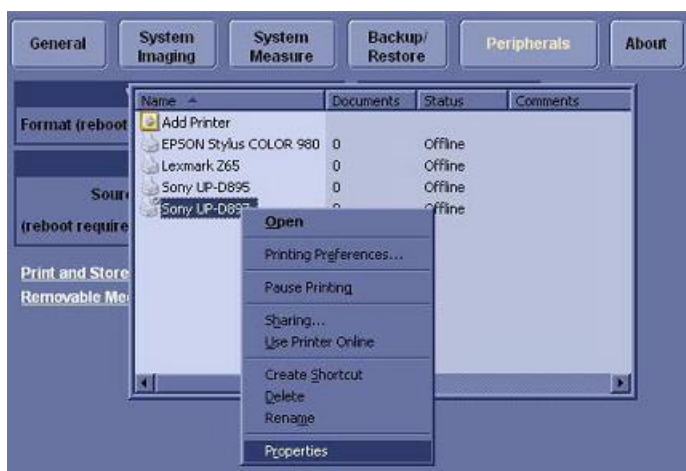 General
System Imaging
System Measure
Backup/ Restore
Peripherals
About
Format (reboot
Sour
(reboot require
Print and Store
Removable Me
Name Documents Status Comments
Add Printer
EPSON Stylus COLOR 980 0 Offline
Lexmark Z65 0 Offline
Sony UP-D895 0 Offline
Sony UP-D897 0 Offline
Open
Printing Preferences...
Pause Printing
Sharing...
Use Printer Online
Create Shortcut
Delete
Rename
Properties